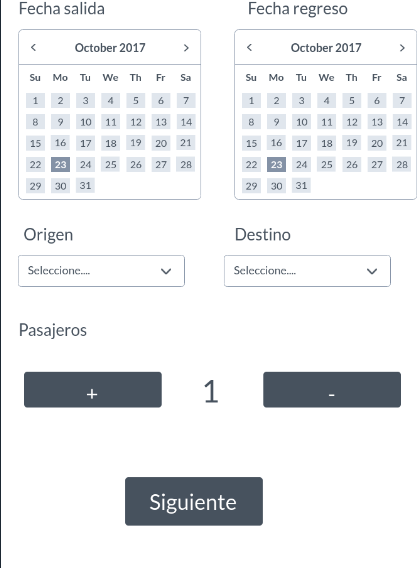 Fecha salida
Fecha regreso
< October 2017 >
Su Mo Tu We Th Fr Sa
1 2 3 4 5 6 7
8 9 10 11 12 13 14
15 16 17 18 19 20 21
22 23 24 25 26 27 28
29 30 31
< October 2017 >
Su Mo Tu We Th Fr Sa
1 2 3 4 5 6 7
8 9 10 11 12 13 14
15 16 17 18 19 20 21
22 23 24 25 26 27 28
29 30 31
Origen
Destino
Seleccione....
Seleccione....
Pasajeros
+ 1 -
Siguiente